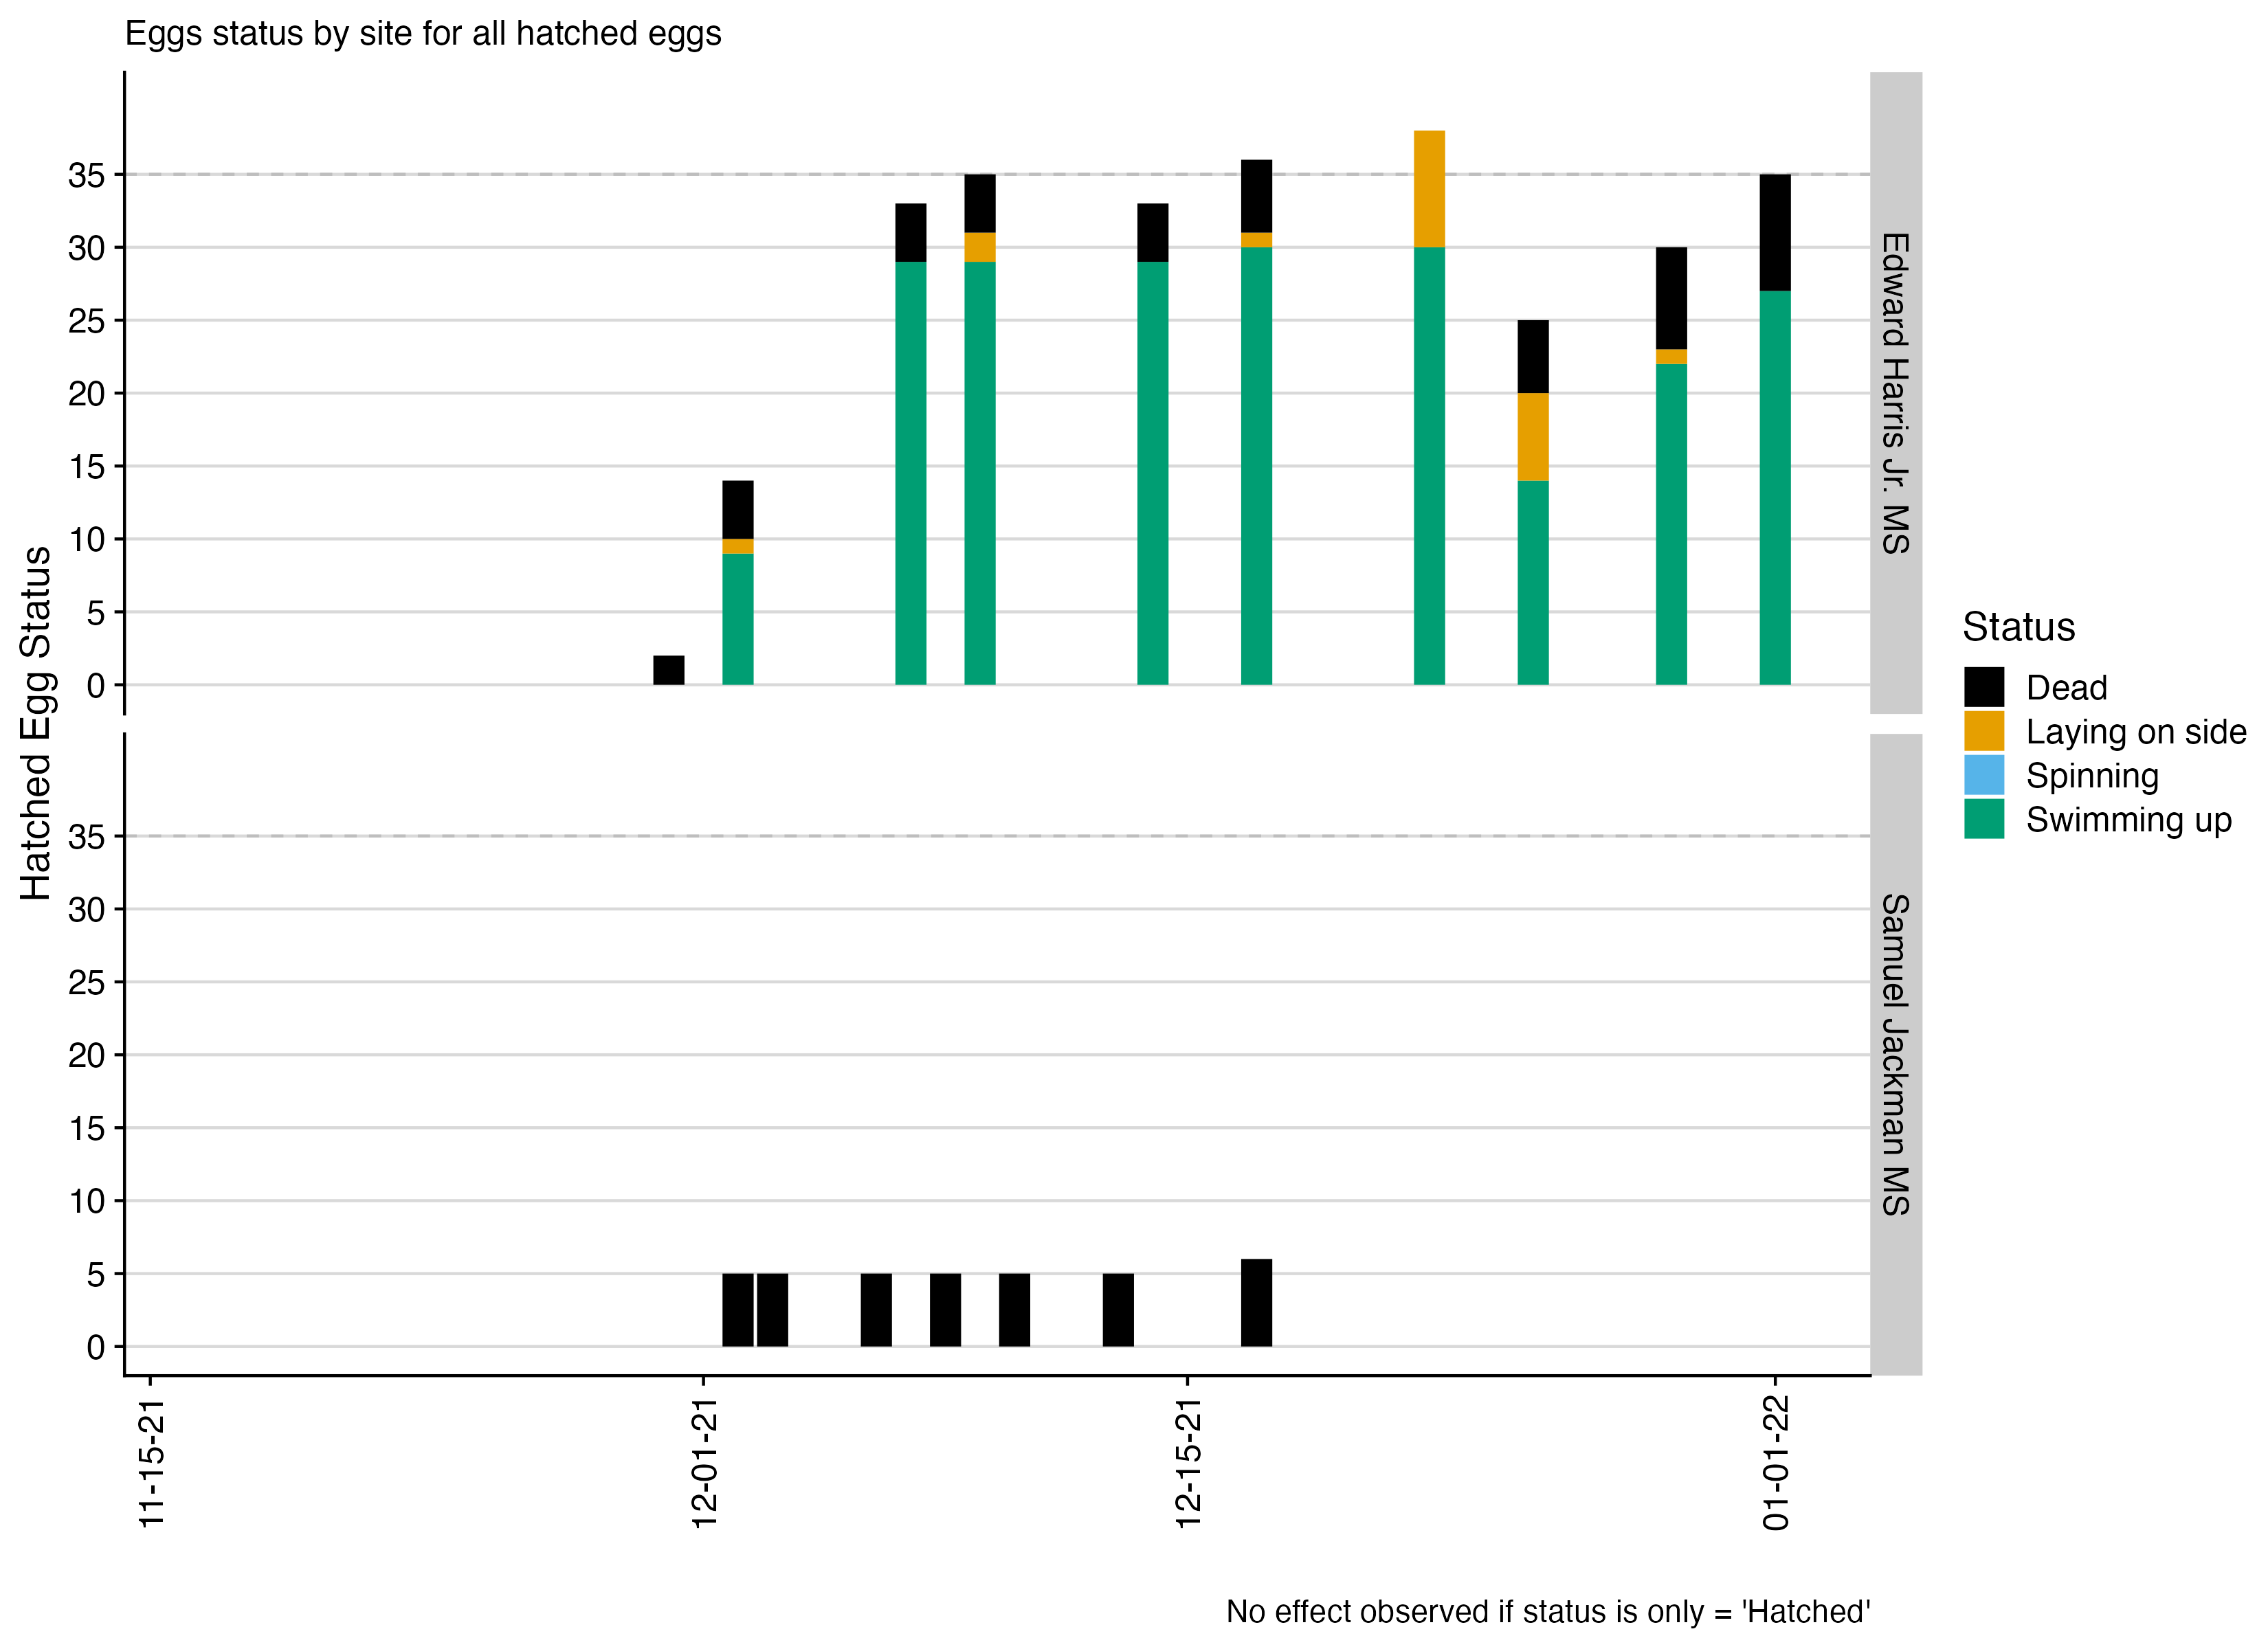 Eggs status by site for all hatched eggs
Hatched Egg Status
35
30
25
20
15
10
5
0
Edward Harris Jr. MS
35
30
25
20
15
10
5
0
Samuel Jackman MS
11-15-21
12-01-21
12-15-21
01-01-22
Status
Dead
Laying on side
Spinning
Swimming up
No effect observed if status is only = 'Hatched'